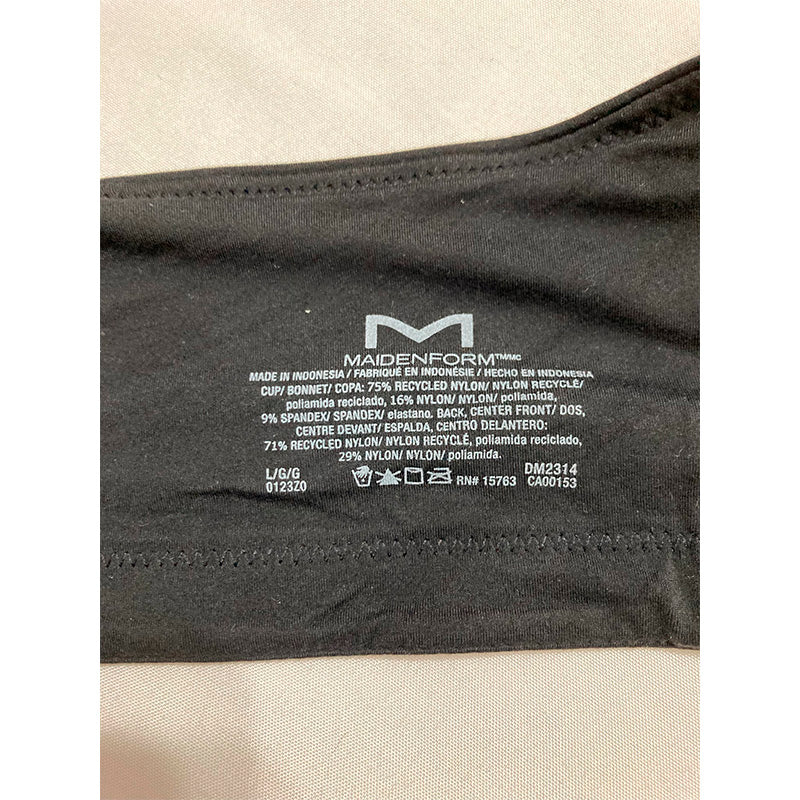 M
MAIDENFORM™/MC
MADE IN INDONESIA/ FABRIQUÉ EN INDONÉSIE/ HECHO EN INDONESIA
CUP/ BONNET/ COPA: 75% RECYCLED NYLON/ NYLON RECYCLÉ/
poliamida reciclado, 16% NYLON/ NYLON/ poliamida,
9% SPANDEX/ SPANDEX/ elastano. BACK, CENTER FRONT/ DOS,
CENTRE DEVANT/ ESPALDA, CENTRO DELANTERO:
71% RECYCLED NYLON/ NYLON RECYCLÉ, poliamida reciclado,
29% NYLON/ NYLON/ poliamida.
L/G/G
0123Z0
RN# 15763
DM2314
CA00153